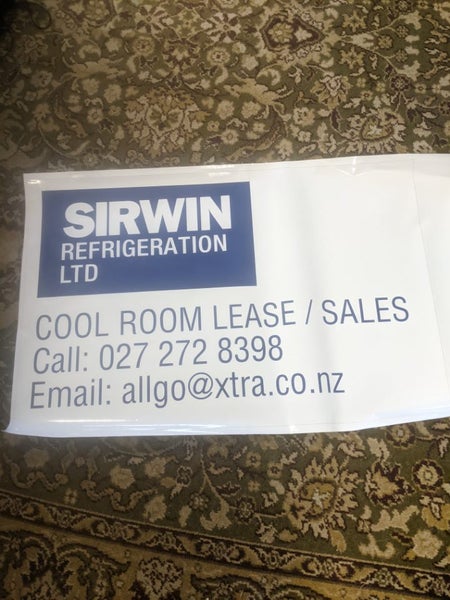 SIRWIN
REFRIGERATION
LTD
COOL ROOM LEASE / SALES
Call: 027 272 8398
Email: allgo@xtra.co.nz